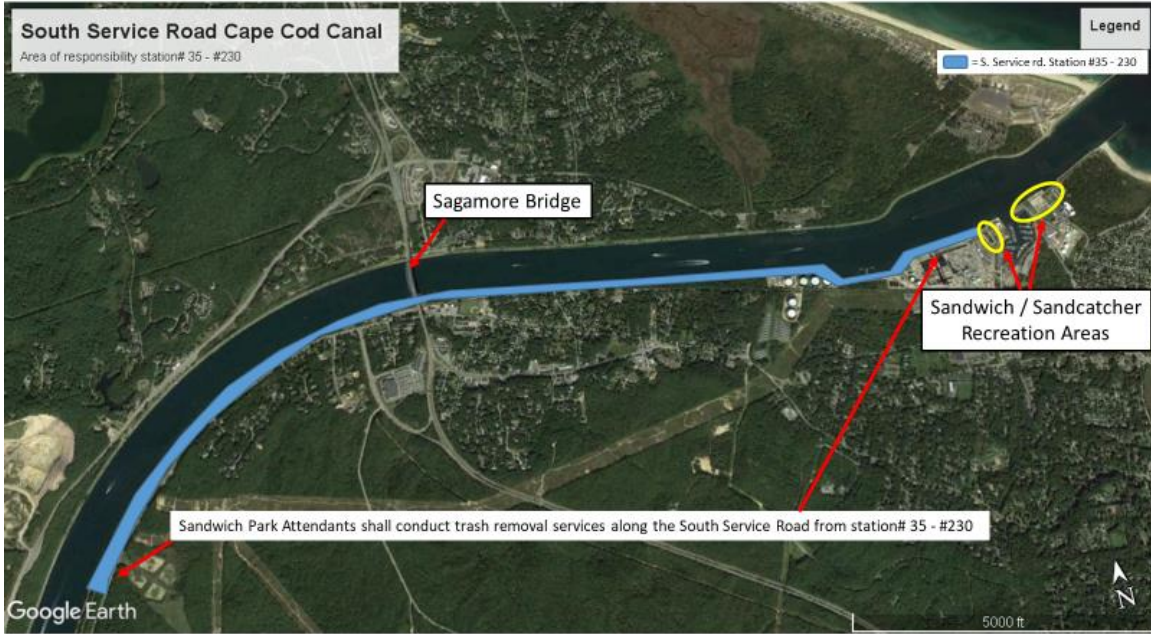 South Service Road Cape Cod Canal
Area of responsibility station# 35 - #230
Legend
= S. Service rd. Station #35 - 230
Sagamore Bridge
Sandwich / Sandcatcher
Recreation Areas
Sandwich Park Attendants shall conduct trash removal services along the South Service Road from station# 35 - #230
N
Google Earth
5000 ft